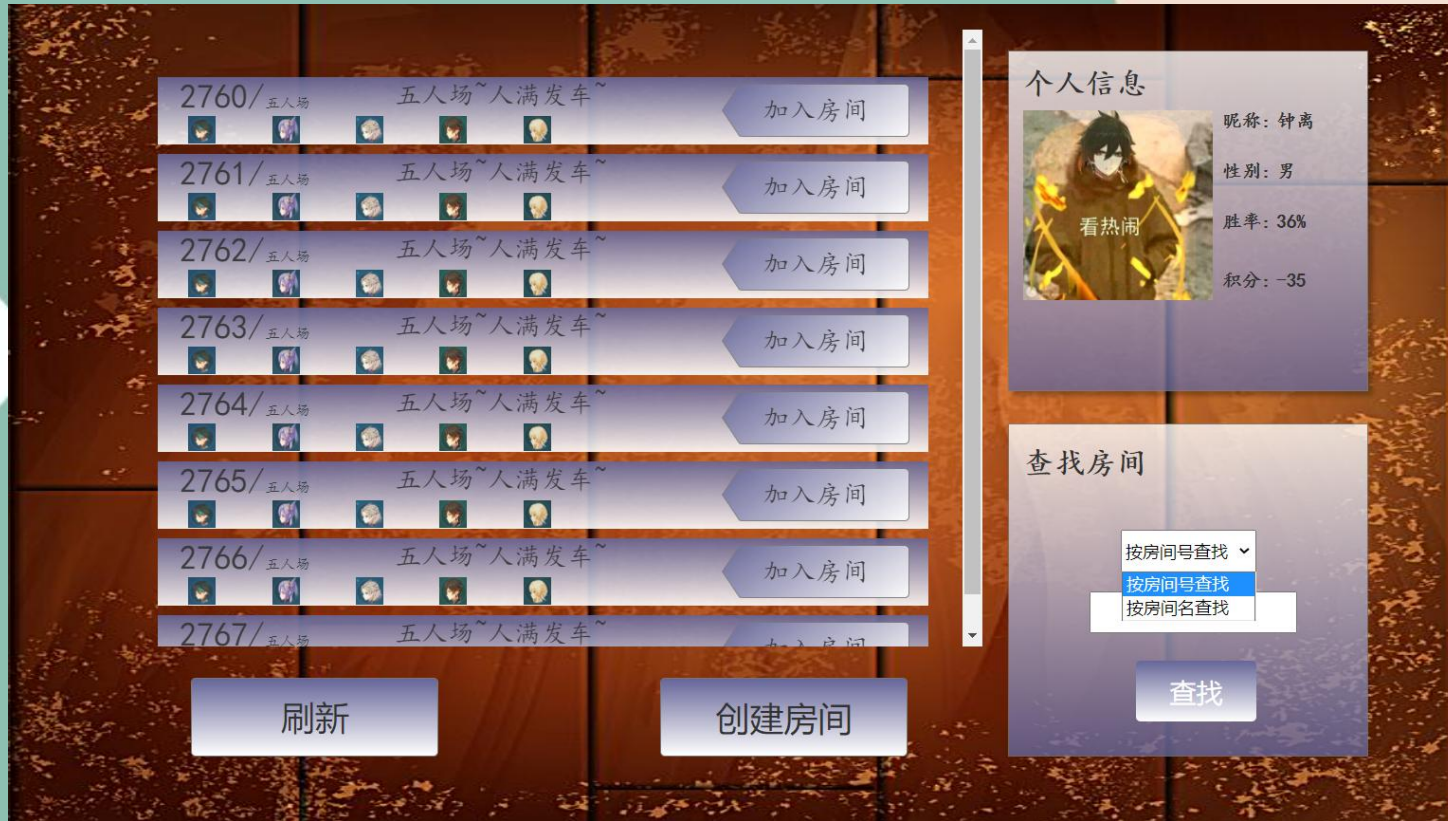 2760/五人场 五人场~人满发车~ 加入房间
2761/五人场 五人场~人满发车~ 加入房间
2762/五人场 五人场~人满发车~ 加入房间
2763/五人场 五人场~人满发车~ 加入房间
2764/五人场 五人场~人满发车~ 加入房间
2765/五人场 五人场~人满发车~ 加入房间
2766/五人场 五人场~人满发车~ 加入房间
2767/五人场 五人场~人满发车~ 加入房间
刷新
创建房间
个人信息
看热闹
昵称: 钟离
性别: 男
胜率: 36%
积分: -35
查找房间
按房间号查找
按房间号查找
按房间名查找
查找